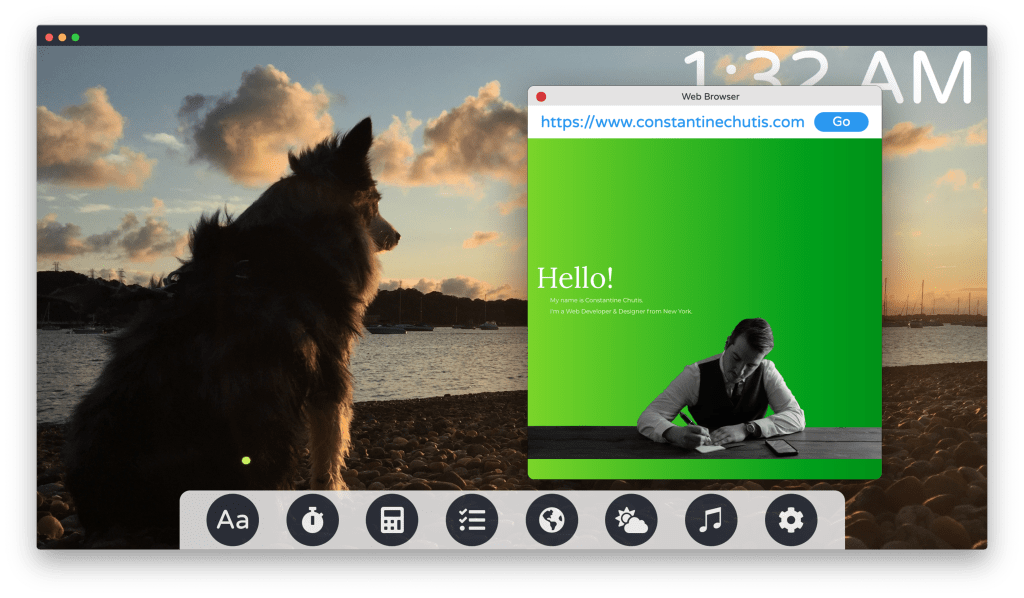 1:32 AM
Web Browser
https://www.constantinechutis.com
Go
Hello!
My name is Constantine Chutis.
I'm a Web Developer & Designer from New York.
Aa